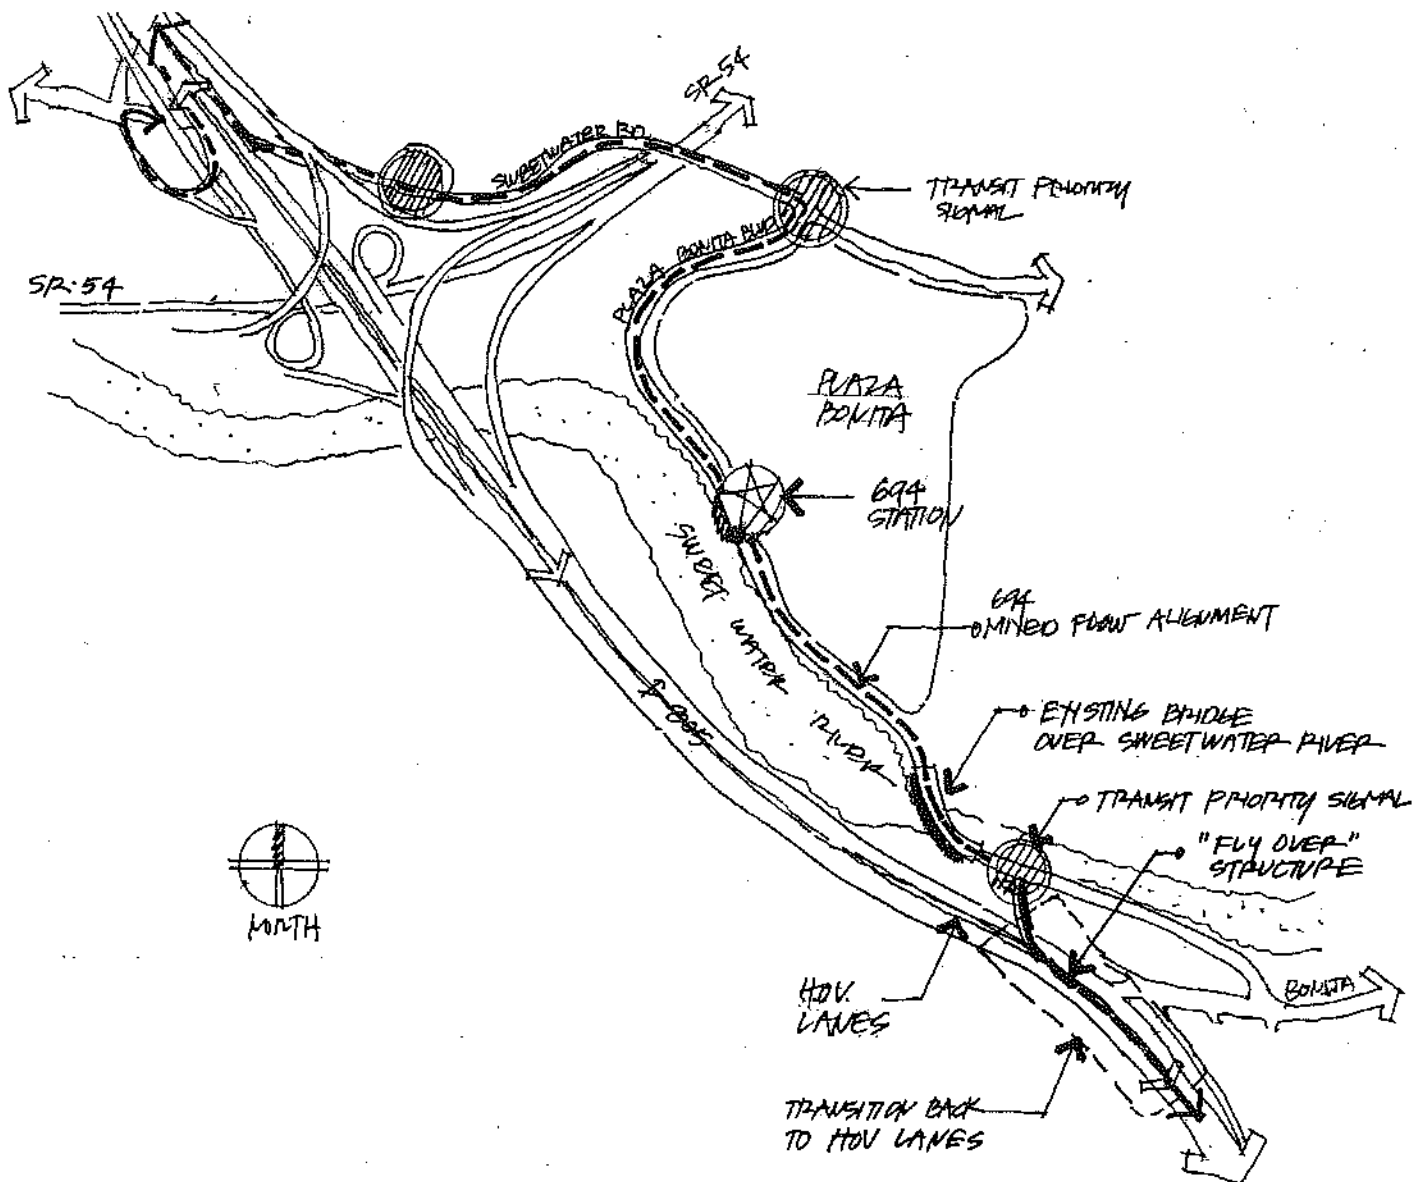 SR-54
SWEETWATER RD.
TRANSIT PRIORITY
SIGNAL
PLAZA BONITA BLVD
SR-54
PLAZA
BONITA
694
STATION
SWEET WATER RIVER
694
MIXED FLOW ALIGNMENT
EXISTING BRIDGE
OVER SWEETWATER RIVER
805
TRANSIT PRIORITY SIGNAL
"FLY OVER"
STRUCTURE
NORTH
HOV.
LANES
BONITA
TRANSITION BACK
TO HOV LANES